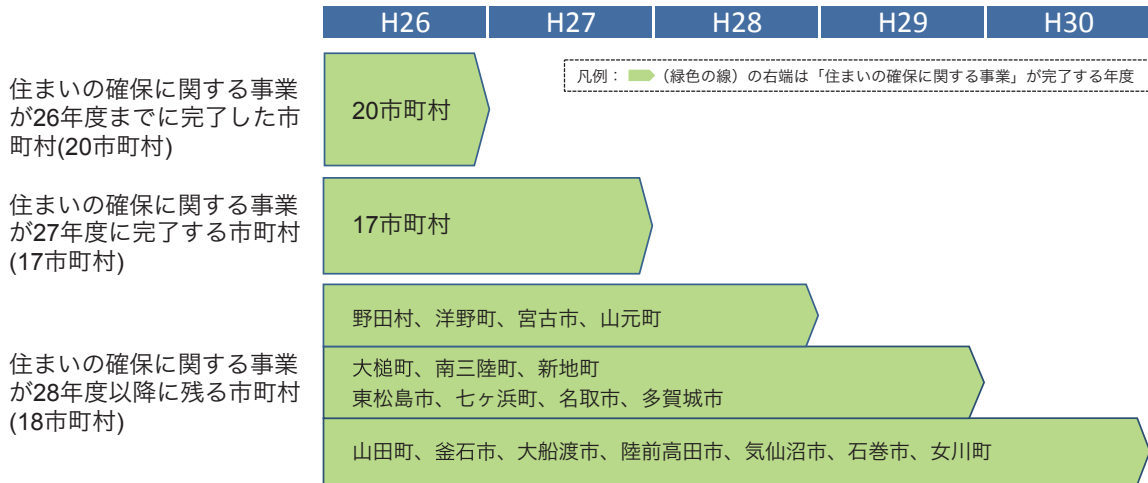 H26 H27 H28 H29 H30
凡例： （緑色の線）の右端は「住まいの確保に関する事業」が完了する年度
住まいの確保に関する事業
が26年度までに完了した市
町村(20市町村)
20市町村
住まいの確保に関する事業
が27年度に完了する市町村
(17市町村)
17市町村
住まいの確保に関する事業
が28年度以降に残る市町村
(18市町村)
野田村、洋野町、宮古市、山元町
大槌町、南三陸町、新地町
東松島市、七ヶ浜町、名取市、多賀城市
山田町、釜石市、大船渡市、陸前高田市、気仙沼市、石巻市、女川町